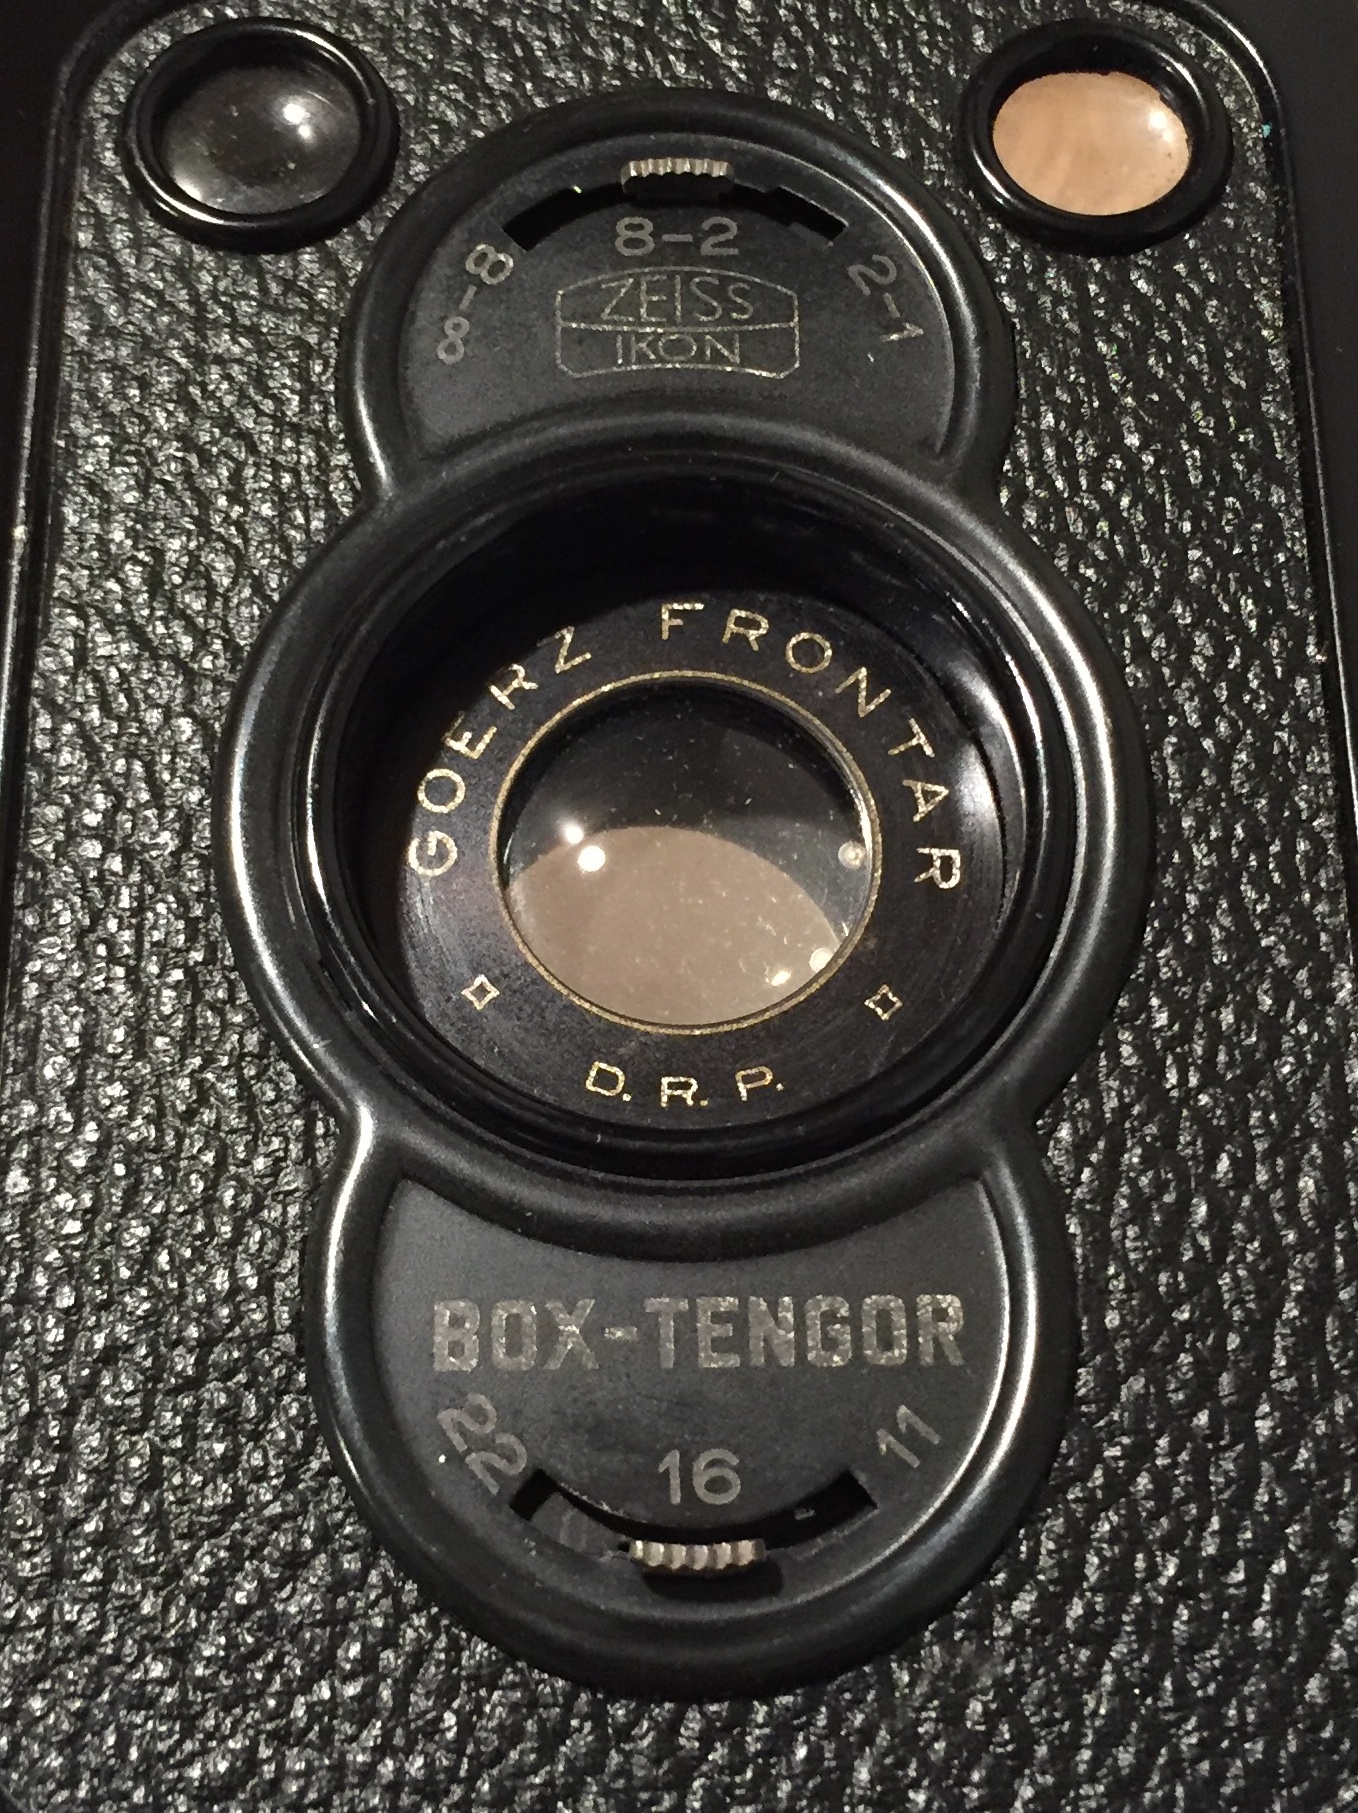 ∞-8
8-2
2-1
ZEISS
IKON
GOERZ FRONTAR
D.R.P.
BOX-TENGOR
22
16
11